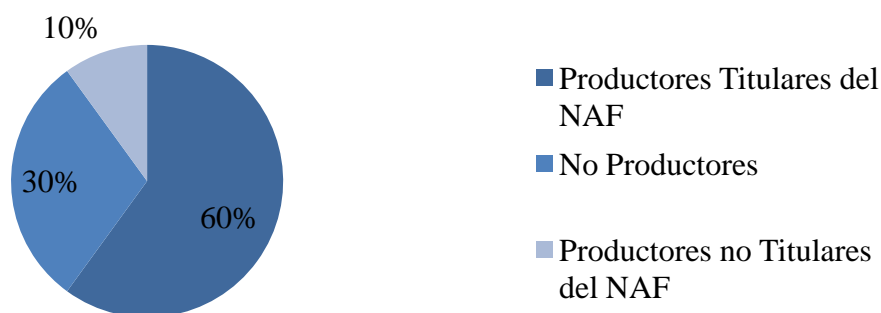 10%
30%
60%
Productores Titulares del
NAF
No Productores
Productores no Titulares
del NAF